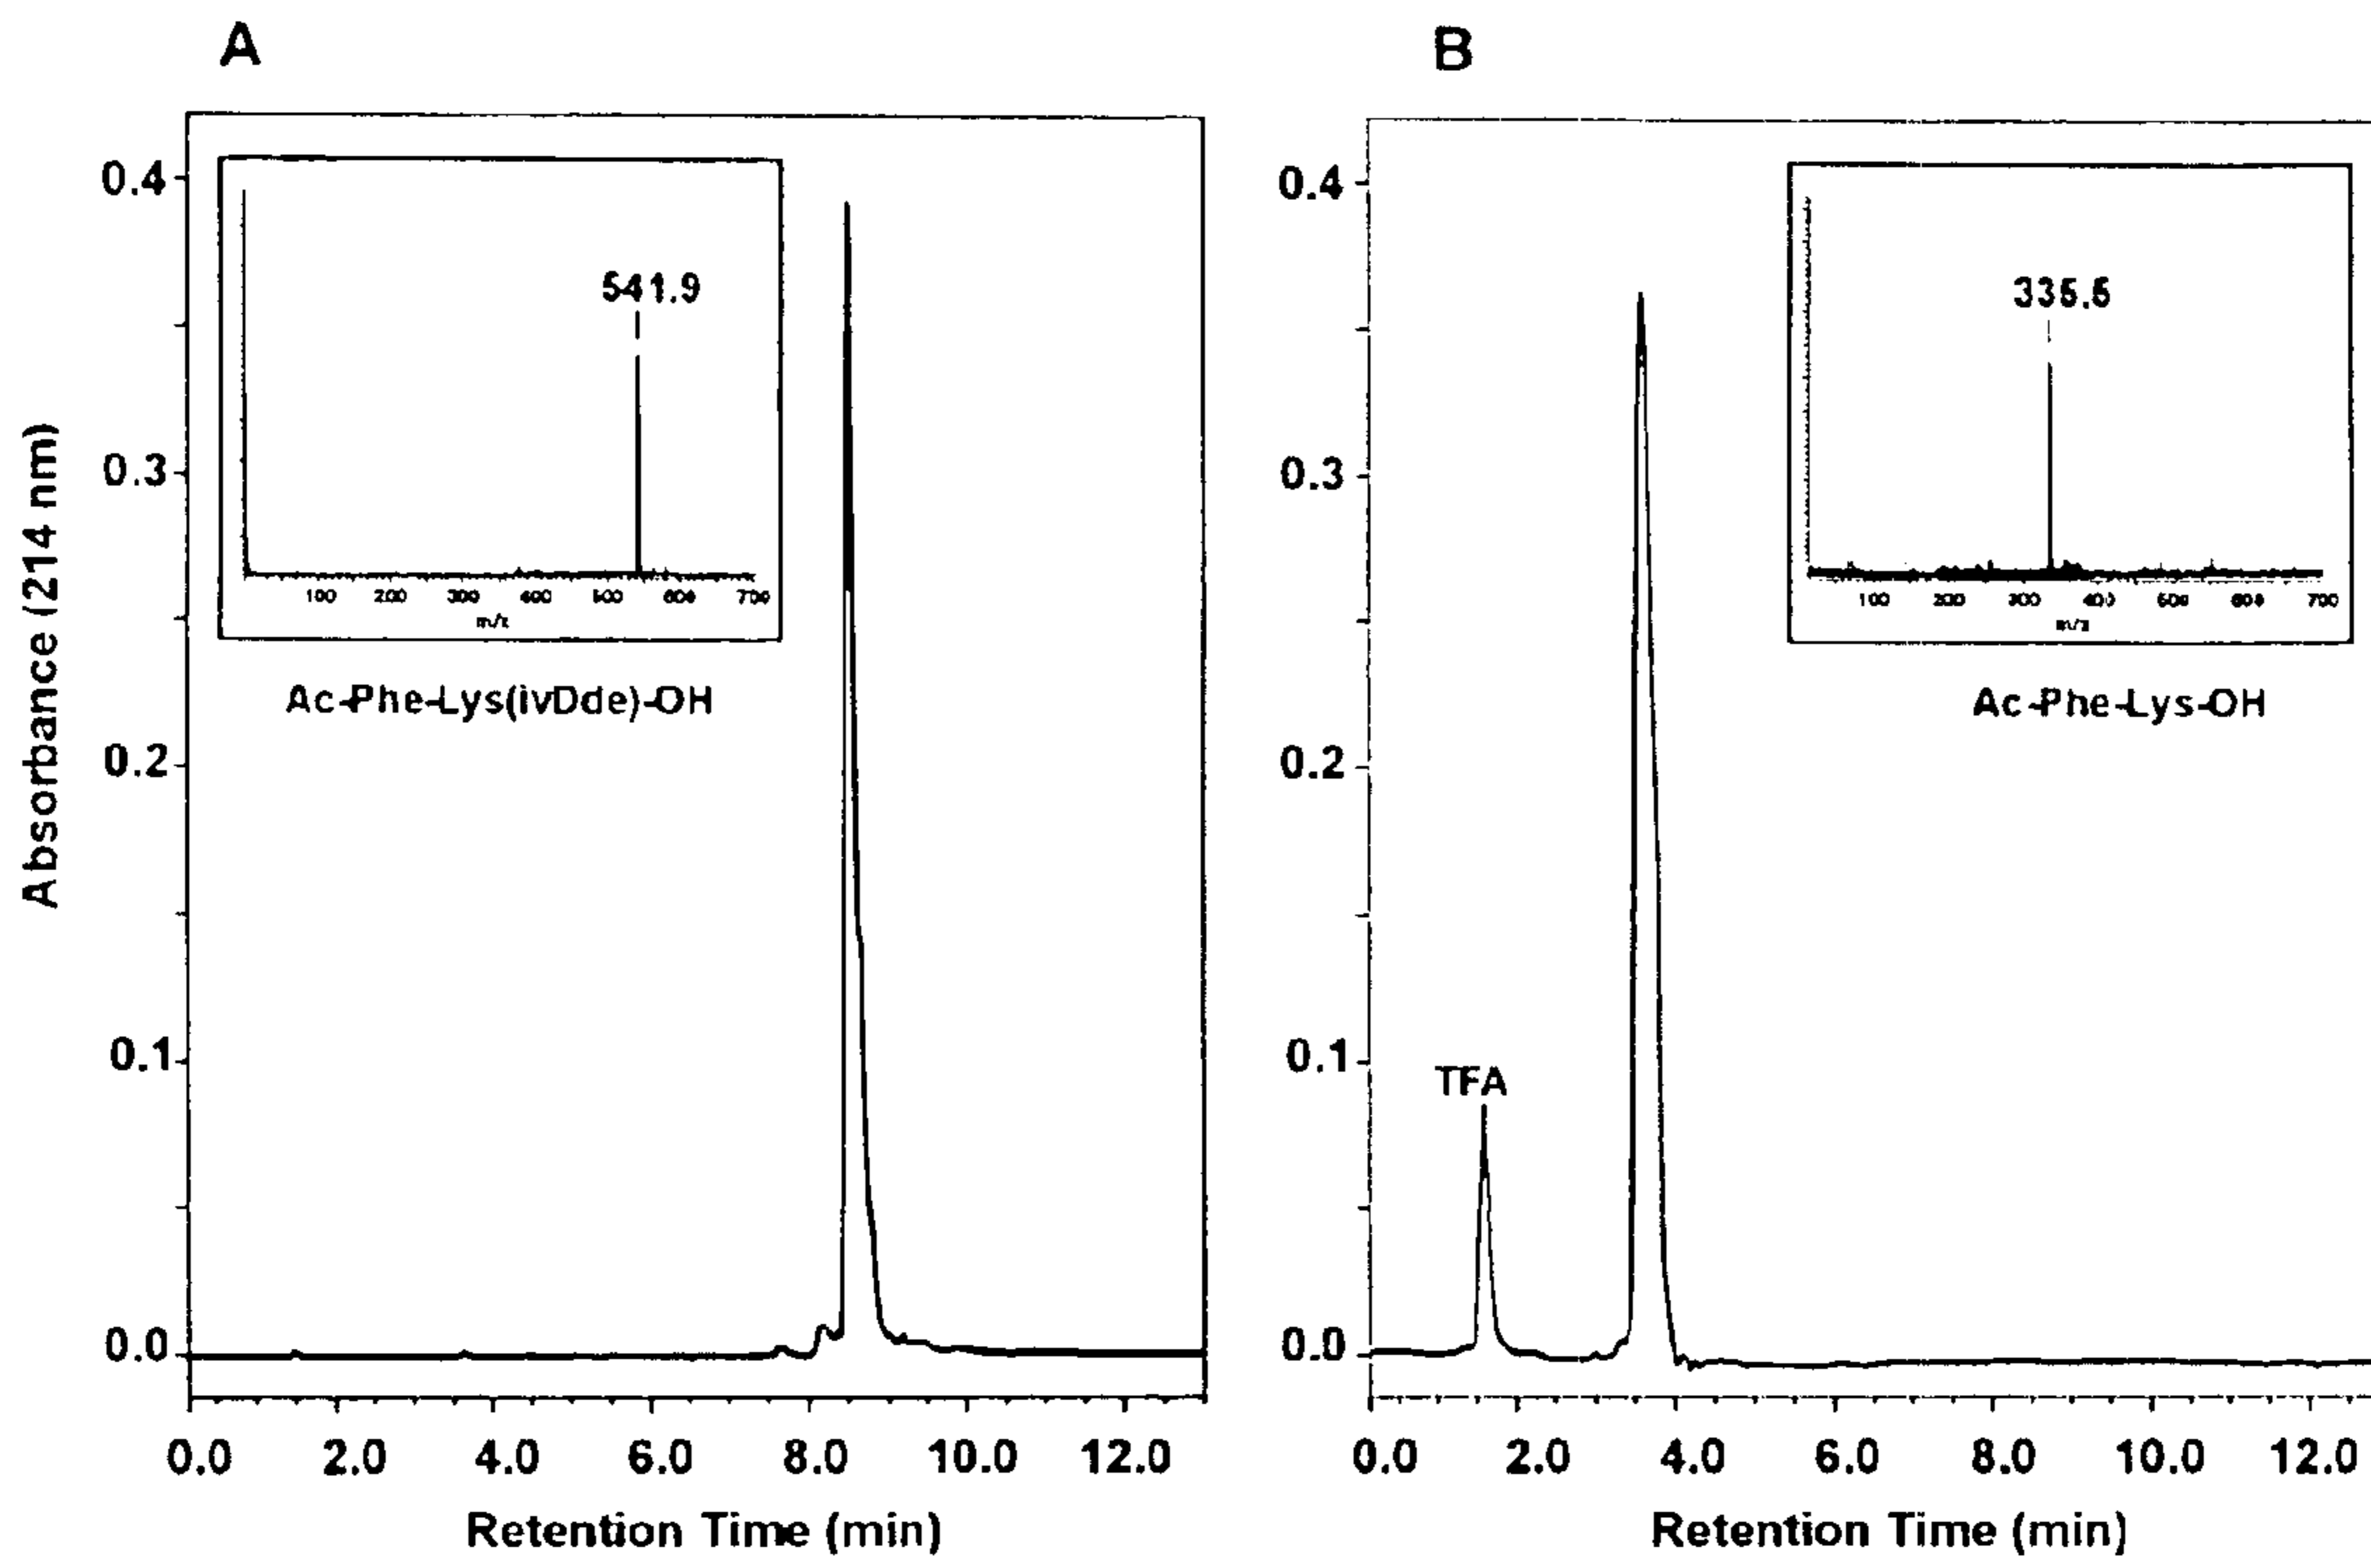 A
B
Absorbance (214 nm)
0.4
0.3
0.2
0.1
0.0
541.9
100 200 300 400 500 600 700
m/z
Ac-Phe-Lys(ivDde)-OH
0.0 2.0 4.0 6.0 8.0 10.0 12.0
Retention Time (min)
0.4
0.3
0.2
0.1
0.0
TFA
335.5
100 200 300 400 500 600 700
m/z
Ac-Phe-Lys-OH
0.0 2.0 4.0 6.0 8.0 10.0 12.0
Retention Time (min)